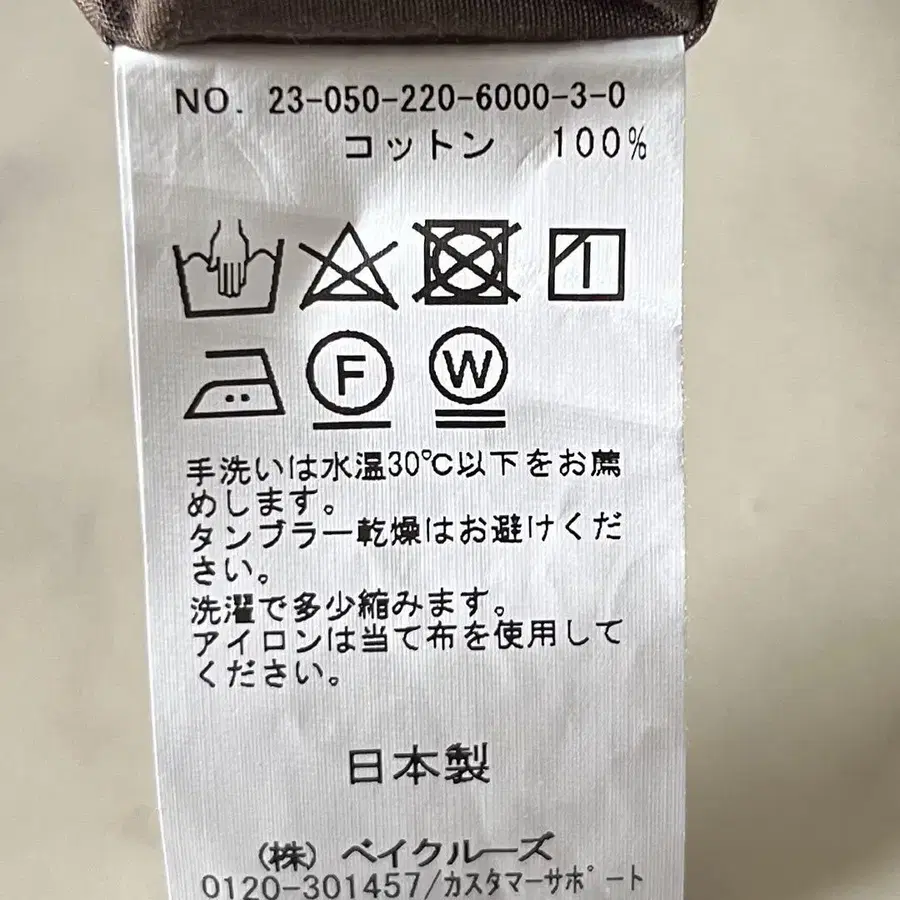 NO. 23-050-220-6000-3-0
コットン 100%
F W
手洗いは水温30℃以下をお薦
めします。
タンブラー乾燥はお避けくだ
さい。
洗濯で多少縮みます。
アイロンは当て布を使用して
ください。
日本製
(株) ベイクルーズ
0120-301457/カスタマーサポート